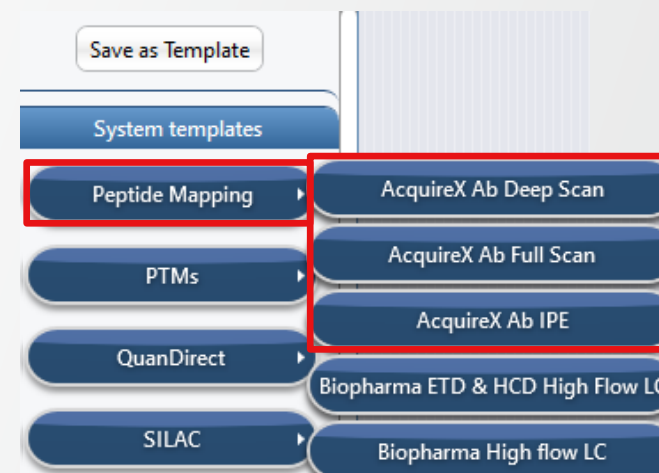 Save as Template
System templates
Peptide Mapping
PTMs
QuanDirect
SILAC
AcquireX Ab Deep Scan
AcquireX Ab Full Scan
AcquireX Ab IPE
Biopharma ETD & HCD High Flow LC
Biopharma High flow LC